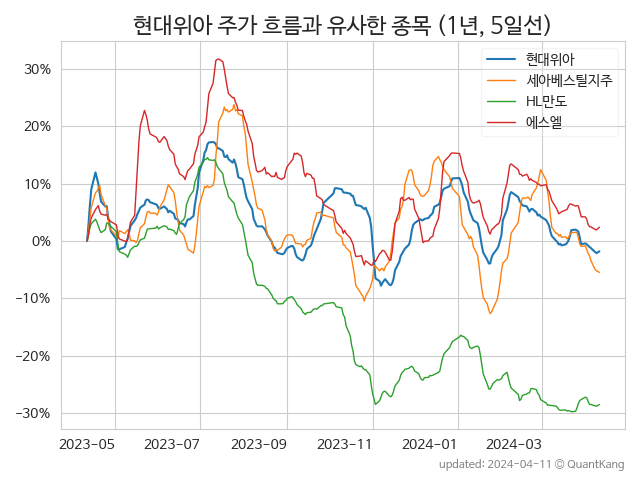 현대위아 주가 흐름과 유사한 종목 (1년, 5일선)
현대위아
세아베스틸지주
HL만도
에스엘
30%
20%
10%
0%
−10%
−20%
−30%
2023-05 2023-07 2023-09 2023-11 2024-01 2024-03
updated: 2024-04-11 © QuantKang